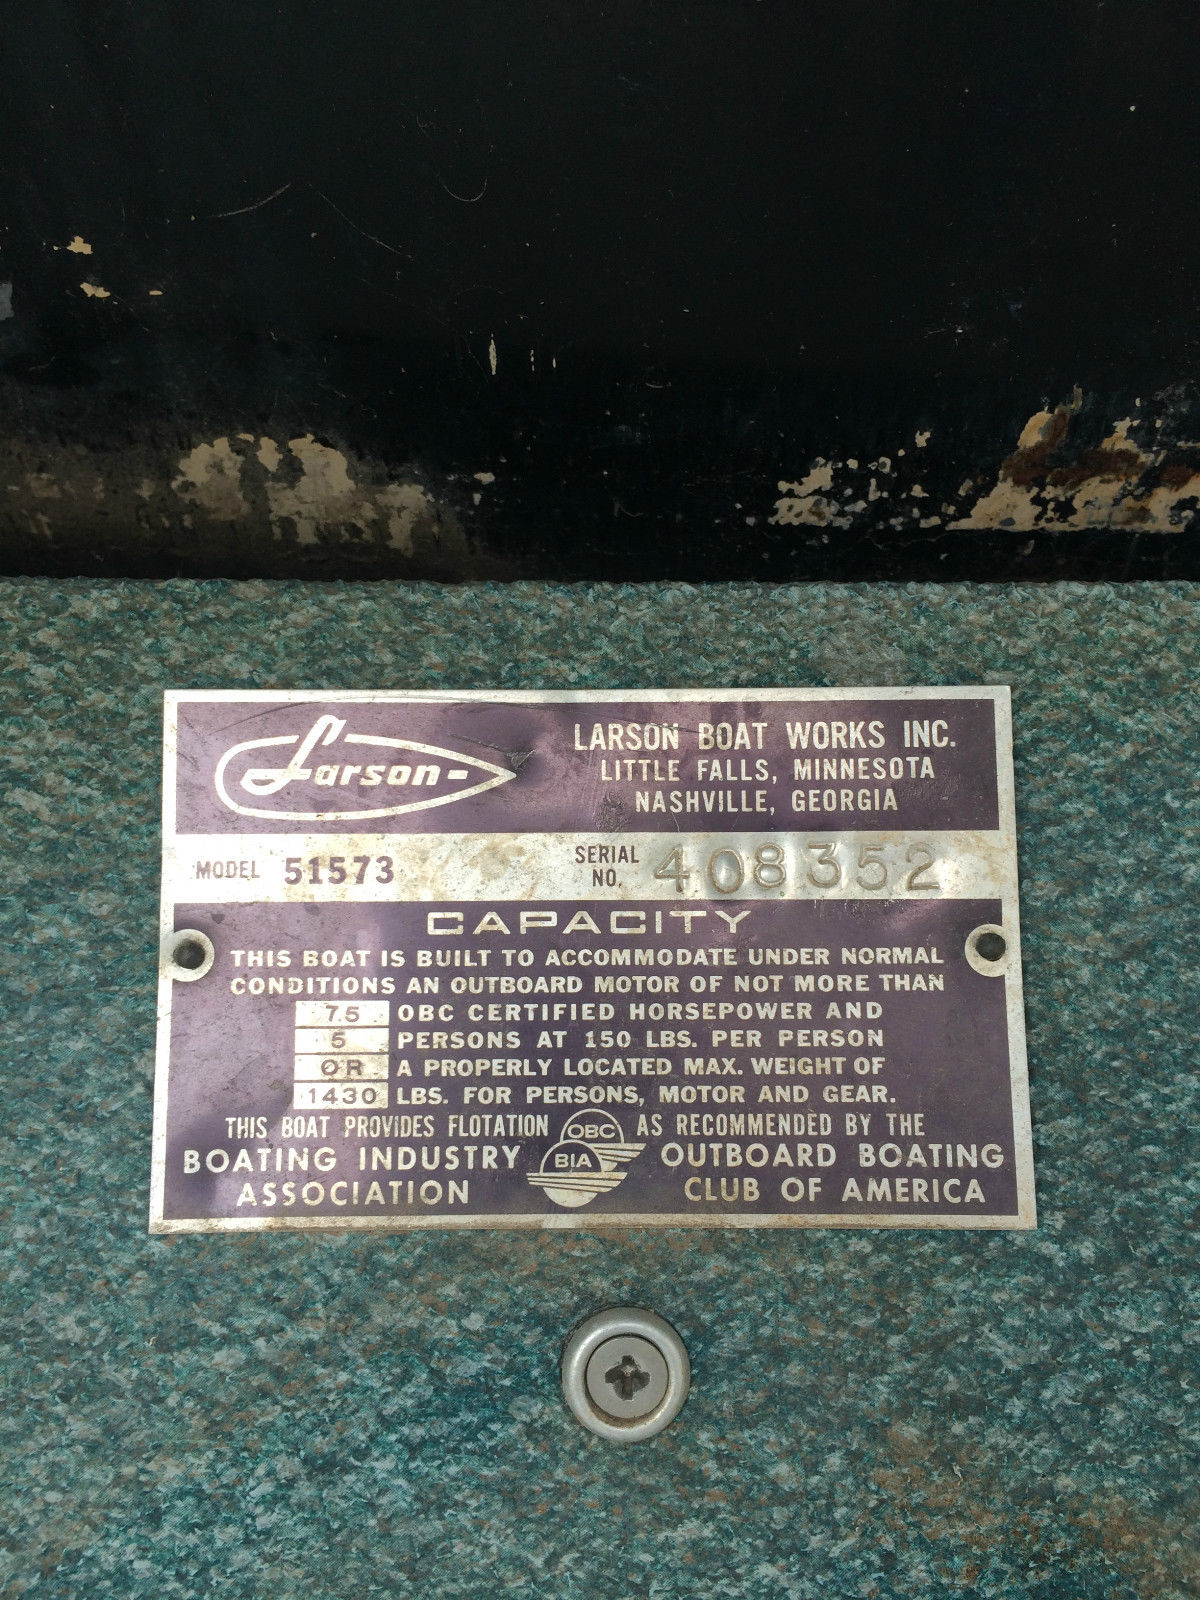 Larson
LARSON BOAT WORKS INC.
LITTLE FALLS, MINNESOTA
NASHVILLE, GEORGIA
MODEL 51573
SERIAL NO. 408352
CAPACITY
THIS BOAT IS BUILT TO ACCOMMODATE UNDER NORMAL
CONDITIONS AN OUTBOARD MOTOR OF NOT MORE THAN
75 OBC CERTIFIED HORSEPOWER AND
5 PERSONS AT 150 LBS. PER PERSON
OR A PROPERLY LOCATED MAX. WEIGHT OF
1430 LBS. FOR PERSONS, MOTOR AND GEAR.
THIS BOAT PROVIDES FLOTATION OBC AS RECOMMENDED BY THE
BOATING INDUSTRY BIA OUTBOARD BOATING
ASSOCIATION CLUB OF AMERICA